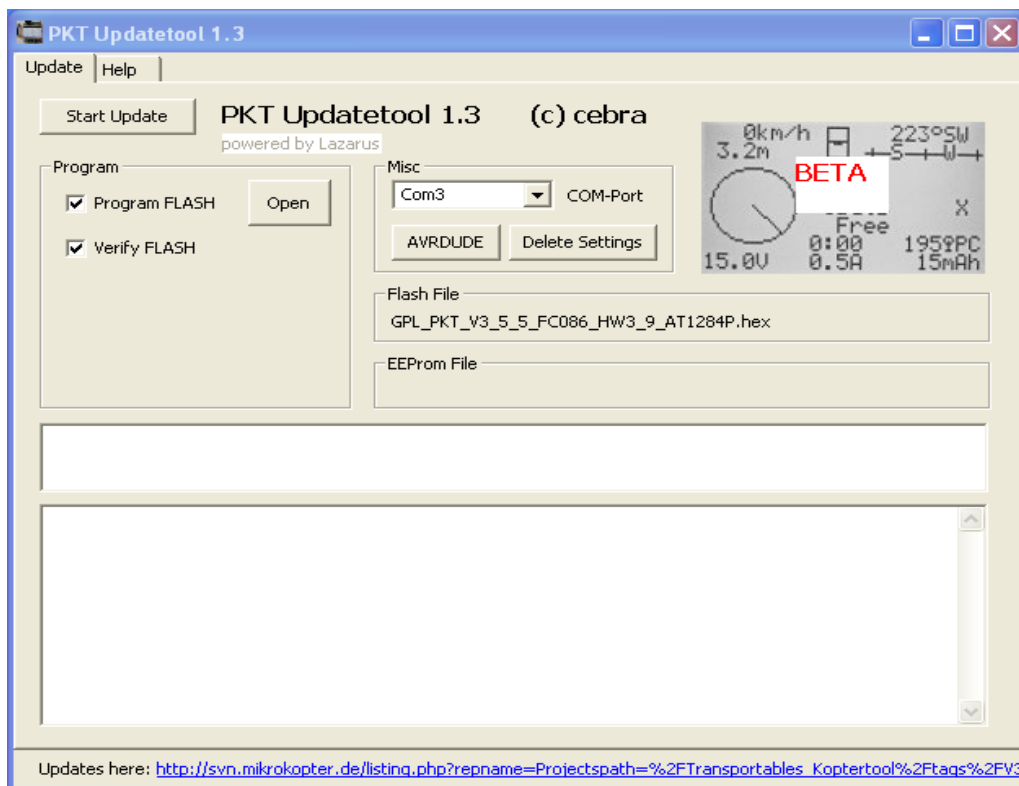 PKT Updatetool 1.3
Update Help
Start Update
PKT Updatetool 1.3 (c) cebra
powered by Lazarus
Program
Program FLASH
Open
Verify FLASH
Misc
Com3
COM-Port
AVRDUDE
Delete Settings
0km/h
223°SW
3.2m
S W
BETA
X
Free
0:00
15.0V
0.5A
15mAh
Flash File
GPL_PKT_V3_5_5_FC086_HW3_9_AT1284P.hex
EEProm File
Updates here: http://svn.mikrokopter.de/listing.php?repname=Projectspath=%2FTransportables_Koptertool%2Ftags%2FV3